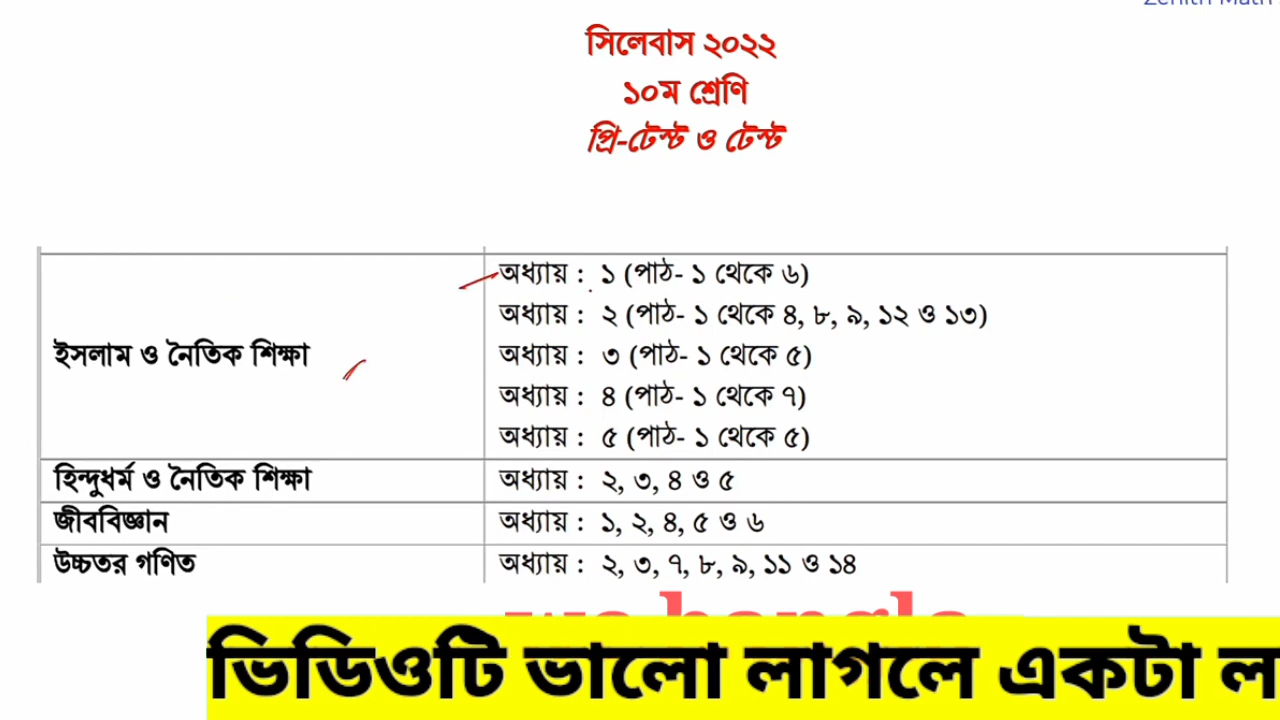 Zenith Math
সিলেবাস ২০২২
১০ম শ্রেণি
প্রি-টেস্ট ও টেস্ট
ইসলাম ও নৈতিক শিক্ষা
অধ্যায় : ১ (পাঠ- ১ থেকে ৬)
অধ্যায় : ২ (পাঠ- ১ থেকে ৪, ৮, ৯, ১২ ও ১৩)
অধ্যায় : ৩ (পাঠ- ১ থেকে ৫)
অধ্যায় : ৪ (পাঠ- ১ থেকে ৭)
অধ্যায় : ৫ (পাঠ- ১ থেকে ৫)
হিন্দুধর্ম ও নৈতিক শিক্ষা অধ্যায় : ২, ৩, ৪ ও ৫
জীববিজ্ঞান অধ্যায় : ১, ২, ৪, ৫ ও ৬
উচ্চতর গণিত অধ্যায় : ২, ৩, ৭, ৮, ৯, ১১ ও ১৪
ভিডিওটি ভালো লাগলে একটা ল